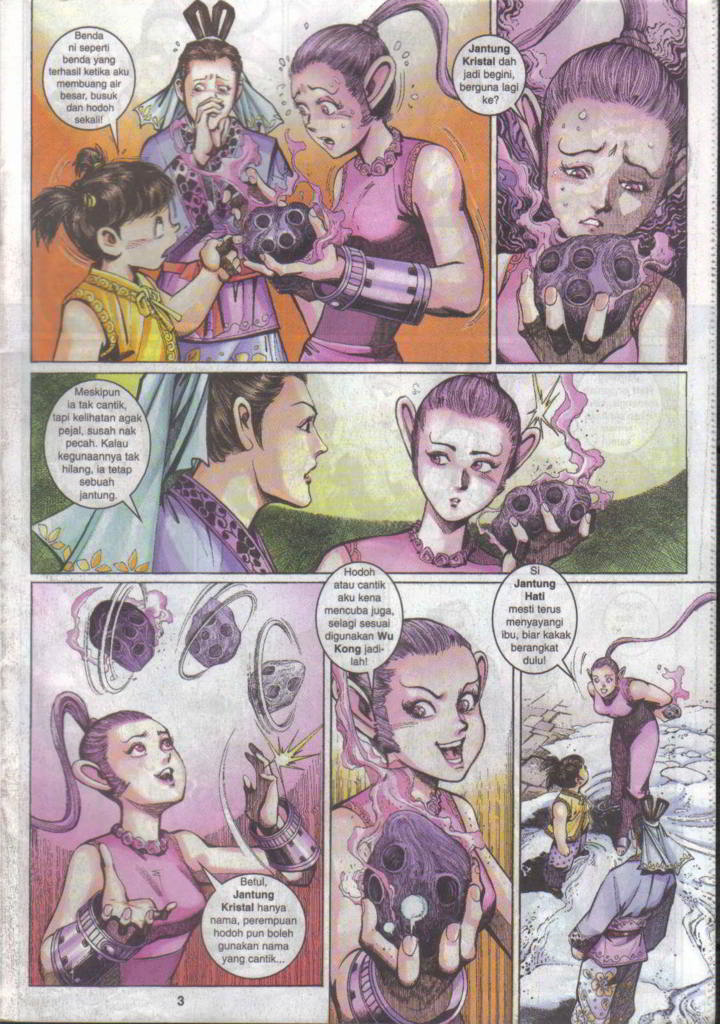 Benda
ni seperti
benda yang
terhasil ketika aku
membuang air
besar, busuk
dan hodoh
sekali!
Jantung
Kristal dah
jadi begini,
berguna lagi
ke?
Meskipun
ia tak cantik,
tapi kelihatan agak
pejal, susah nak
pecah. Kalau
kegunaannya tak
hilang, ia tetap
sebuah
jantung.
Betul,
Jantung
Kristal hanya
nama, perempuan
hodoh pun boleh
gunakan nama
yang cantik...
Hodoh
atau cantik
aku kena
mencuba juga,
selagi sesuai
digunakan Wu
Kong jadi-
lah!
Si
Jantung
Hati
mesti terus
menyayangi
ibu, biar kakak
berangkat
dulu!
3